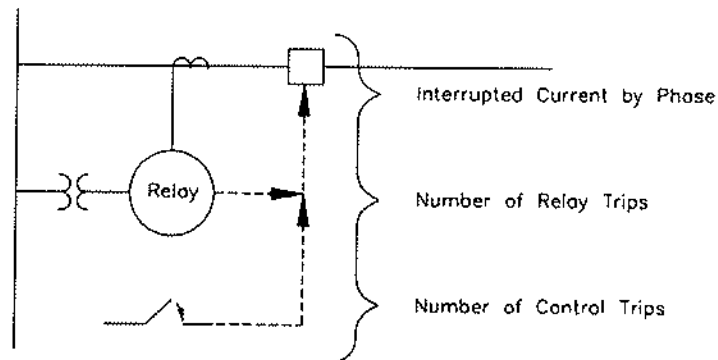 Interrupted Current by Phase
Relay
Number of Relay Trips
Number of Control Trips